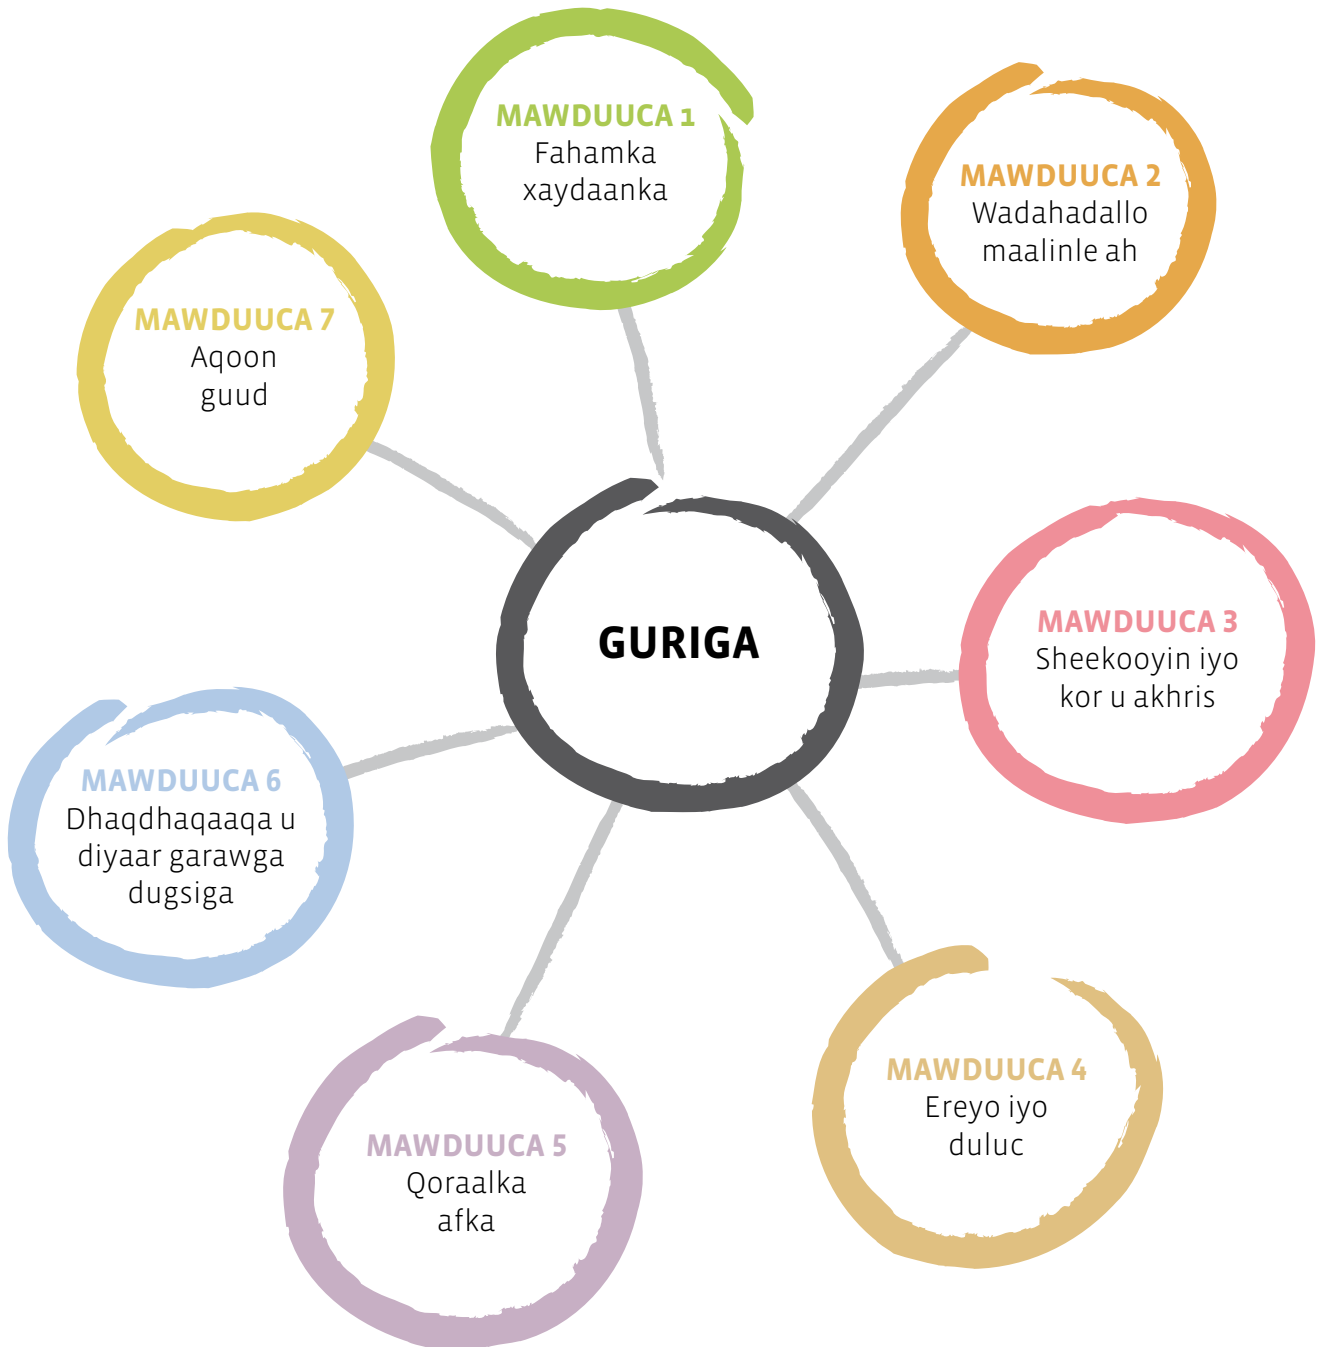 MAWDUUCA 1
Fahamka
xaydaanka
MAWDUUCA 2
Wadahadallo
maalinle ah
MAWDUUCA 7
Aqoon
guud
GURIGA
MAWDUUCA 3
Sheekooyin iyo
kor u akhris
MAWDUUCA 6
Dhaqdhaqaaqa u
diyaar garawga
dugsiga
MAWDUUCA 4
Ereyo iyo
duluc
MAWDUUCA 5
Qoraalka
afka